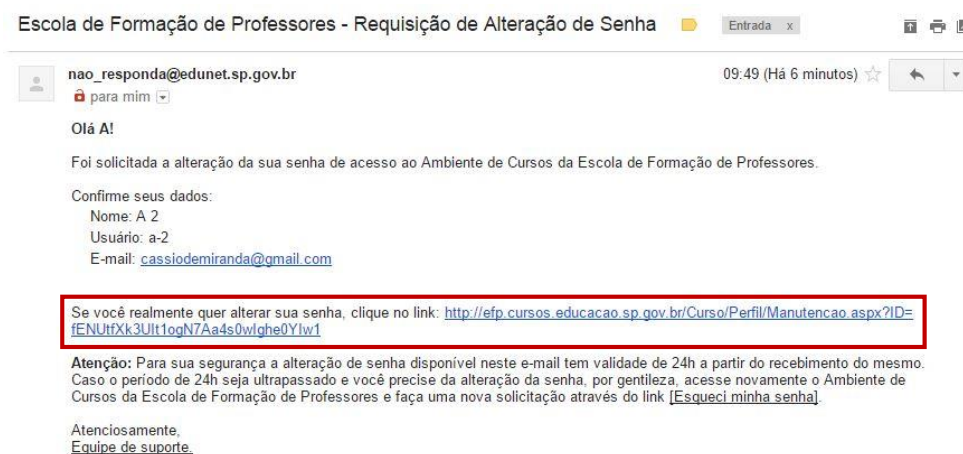 Escola de Formação de Professores - Requisição de Alteração de Senha Entrada x
nao_responda@edunet.sp.gov.br 09:49 (Há 6 minutos)
para mim
Olá A!
Foi solicitada a alteração da sua senha de acesso ao Ambiente de Cursos da Escola de Formação de Professores.
Confirme seus dados:
Nome: A 2
Usuário: a-2
E-mail: cassiodemiranda@gmail.com
Se você realmente quer alterar sua senha, clique no link: http://efp.cursos.educacao.sp.gov.br/Curso/Perfil/Manutencao.aspx?ID=
fENUtfXk3UIt1ogN7Aa4s0wIghe0YIw1
Atenção: Para sua segurança a alteração de senha disponível neste e-mail tem validade de 24h a partir do recebimento do mesmo.
Caso o período de 24h seja ultrapassado e você precise da alteração da senha, por gentileza, acesse novamente o Ambiente de
Cursos da Escola de Formação de Professores e faça uma nova solicitação através do link [Esqueci minha senha].
Atenciosamente,
Equipe de suporte.